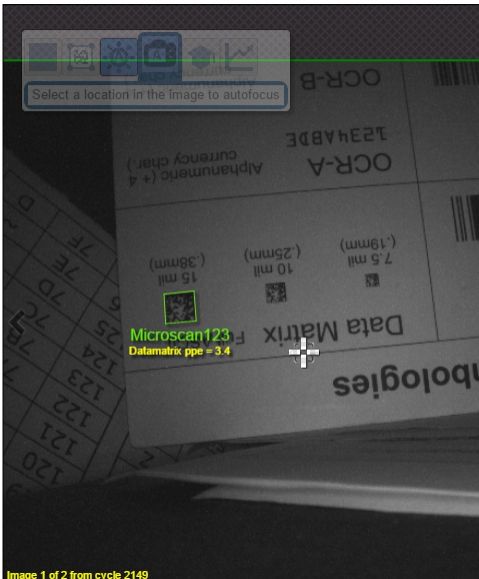 Select a location in the image to autofocus
OCR-B
1234ABDE
OCR-A
Alphanumeric (+ 4
currency char.)
7.5 mil
(.19mm)
10 mil
(.25mm)
15 mil
(.38mm)
Microscan123
Datamatrix ppe = 3.4
Data Matrix
7F
7E
7D
7C
7B
125
124
123
122
121
120
Image 1 of 2 from cycle 2149